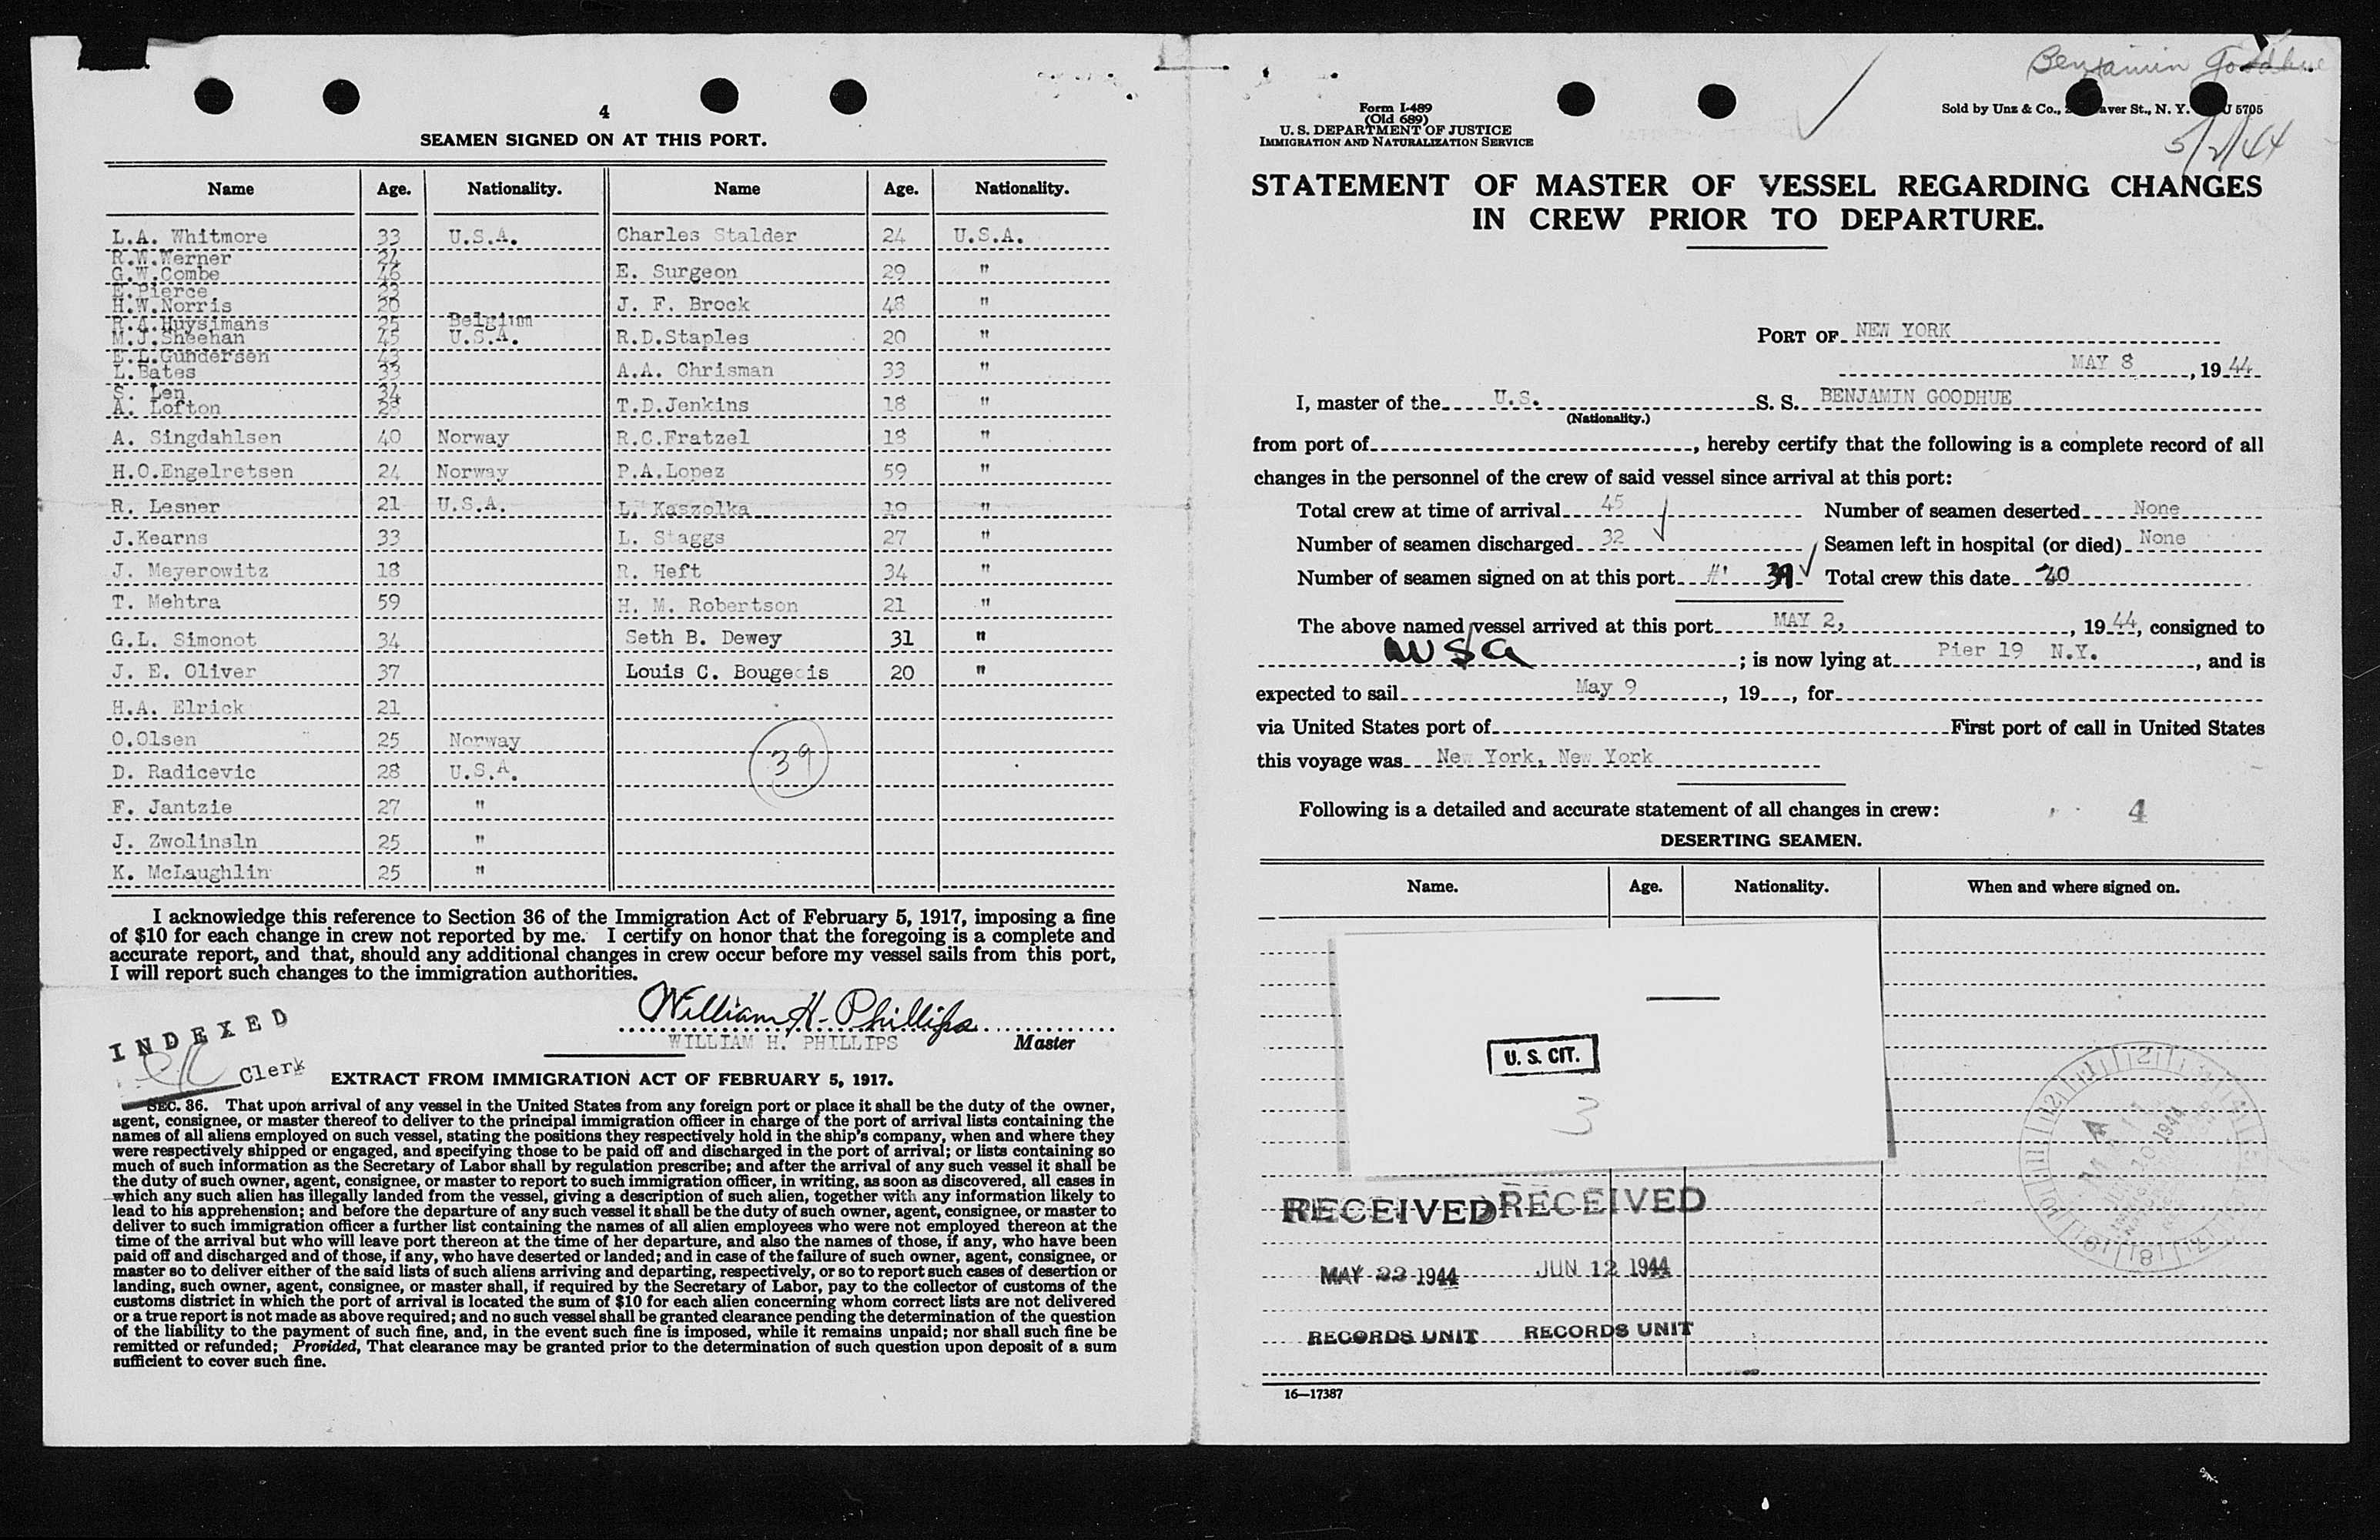 4
SEAMEN SIGNED ON AT THIS PORT.
Name Age. Nationality. Name Age. Nationality.
L.A. Whitmore 33 U.S.A. Charles Stalder 24 U.S.A.
R.W.Werner 24
G.W.Combe 46 E. Surgeon 29 "
E.Pierce 23
H.W.Norris 20 J. F. Brock 48 "
R.A.Huysimans 25 Belgium
M.J.Sheehan 45 U.S.A. R.D.Staples 20 "
E.L.Gundersen 43
L.Bates 33 A.A. Chrisman 33 "
S. Len 34
A. Lofton 28 T.D.Jenkins 18 "
A. Singdahlsen 40 Norway R.C.Fratzel 18 "
H.O.Engelretsen 24 Norway P.A.Lopez 59 "
R. Lesner 21 U.S.A. L. Kaszolka 19 "
J.Kearns 33 L. Staggs 27 "
J. Meyerowitz 18 R. Heft 34 "
T. Mehtra 59 H. M. Robertson 21 "
G.L. Simonot 34 Seth B. Dewey 31 "
J. E. Oliver 37 Louis C. Bougeois 20 "
H.A. Elrick 21
O.Olsen 25 Norway
39
D. Radicevic 28 U.S.A.
F. Jantzie 27 "
J. Zwolinsln 25 "
K. McLaughlin 25 "
I acknowledge this reference to Section 36 of the Immigration Act of February 5, 1917, imposing a fine
of $10 for each change in crew not reported by me. I certify on honor that the foregoing is a complete and
accurate report, and that, should any additional changes in crew occur before my vessel sails from this port,
I will report such changes to the immigration authorities.
William H. Phillips
WILLIAM H. PHILLIPS Master
INDEXED
Clerk
EXTRACT FROM IMMIGRATION ACT OF FEBRUARY 5, 1917.
SEC. 36. That upon arrival of any vessel in the United States from any foreign port or place it shall be the duty of the owner,
agent, consignee, or master thereof to deliver to the principal immigration officer in charge of the port of arrival lists containing the
names of all aliens employed on such vessel, stating the positions they respectively hold in the ship's company, when and where they
were respectively shipped or engaged, and specifying those to be paid off and discharged in the port of arrival; or lists containing so
much of such information as the Secretary of Labor shall by regulation prescribe; and after the arrival of any such vessel it shall be
the duty of such owner, agent, consignee, or master to report to such immigration officer, in writing, as soon as discovered, all cases in
which any such alien has illegally landed from the vessel, giving a description of such alien, together with any information likely to
lead to his apprehension; and before the departure of any such vessel it shall be the duty of such owner, agent, consignee, or master to
deliver to such immigration officer a further list containing the names of all alien employees who were not employed thereon at the
time of the arrival but who will leave port thereon at the time of her departure, and also the names of those, if any, who have been
paid off and discharged and of those, if any, who have deserted or landed; and in case of the failure of such owner, agent, consignee, or
master so to deliver either of the said lists of such aliens arriving and departing, respectively, or so to report such cases of desertion or
landing, such owner, agent, consignee, or master shall, if required by the Secretary of Labor, pay to the collector of customs of the
customs district in which the port of arrival is located the sum of $10 for each alien concerning whom correct lists are not delivered
or a true report is not made as above required; and no such vessel shall be granted clearance pending the determination of the question
of the liability to the payment of such fine, and, in the event such fine is imposed, while it remains unpaid; nor shall such fine be
remitted or refunded; Provided, That clearance may be granted prior to the determination of such question upon deposit of a sum
sufficient to cover such fine.
Benjamin Goodhue
Form I-489
(Old 689)
U. S. DEPARTMENT OF JUSTICE
IMMIGRATION AND NATURALIZATION SERVICE
Sold by Unz & Co., aver St., N. Y. 5705
5/2/44
STATEMENT OF MASTER OF VESSEL REGARDING CHANGES
IN CREW PRIOR TO DEPARTURE.
PORT OF NEW YORK
MAY 8, 1944
I, master of the U.S. S. S. BENJAMIN GOODHUE
(Nationality.)
from port of , hereby certify that the following is a complete record of all
changes in the personnel of the crew of said vessel since arrival at this port:
Total crew at time of arrival 45 Number of seamen deserted None
Number of seamen discharged 32 Seamen left in hospital (or died) None
Number of seamen signed on at this port 39 Total crew this date
The above named vessel arrived at this port MAY 2, , 1944, consigned to
WSA ; is now lying at Pier 19 N.Y. , and is
expected to sail May 9 , 19 , for
via United States port of First port of call in United States
this voyage was New York, New York
Following is a detailed and accurate statement of all changes in crew: 4
DESERTING SEAMEN.
Name. Age. Nationality. When and where signed on.
U. S. CIT.
3
RECEIVED RECEIVED
MAY 22 1944 JUN 12 1944
RECORDS UNIT RECORDS UNIT
16—17387